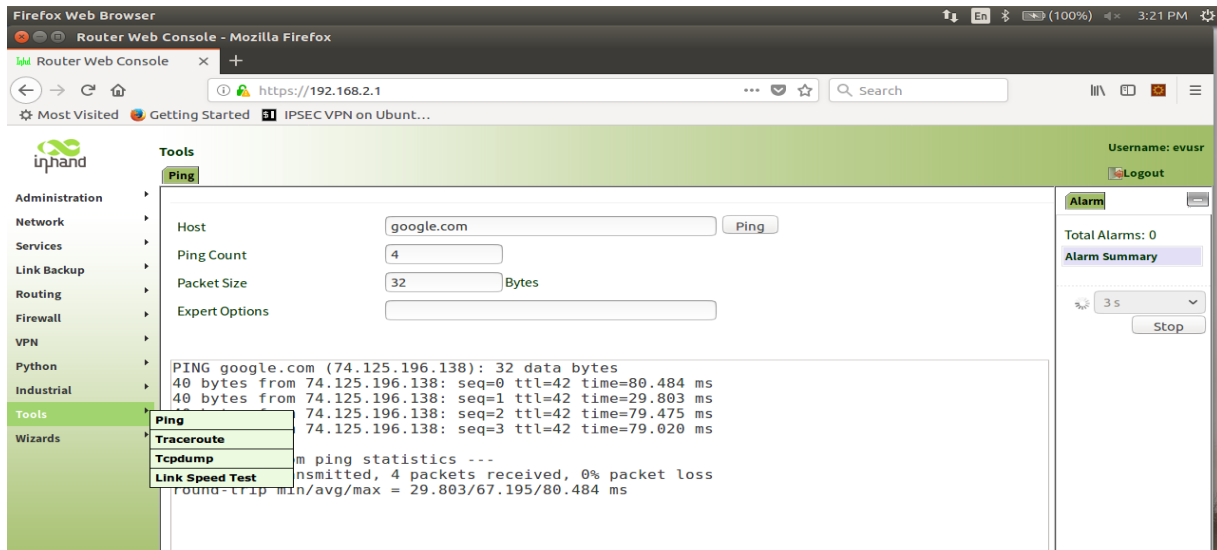 Firefox Web Browser En (100%) 3:21 PM
Router Web Console - Mozilla Firefox
Router Web Console × +
https://192.168.2.1 Search
Most Visited Getting Started IPSEC VPN on Ubunt...
inhand
Tools
Username: evusr
Ping
Logout
Administration
Network
Services
Link Backup
Routing
Firewall
VPN
Python
Industrial
Tools
Wizards
Ping
Traceroute
Tcpdump
Link Speed Test
Host google.com Ping
Ping Count 4
Packet Size 32 Bytes
Expert Options
PING google.com (74.125.196.138): 32 data bytes
40 bytes from 74.125.196.138: seq=0 ttl=42 time=80.484 ms
40 bytes from 74.125.196.138: seq=1 ttl=42 time=29.803 ms
74.125.196.138: seq=2 ttl=42 time=79.475 ms
74.125.196.138: seq=3 ttl=42 time=79.020 ms
ping statistics ---
4 packets received, 0% packet loss
round-trip min/avg/max = 29.803/67.195/80.484 ms
Alarm
Total Alarms: 0
Alarm Summary
3 s
Stop